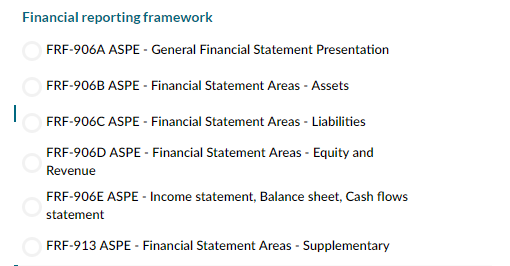 Financial reporting framework
FRF-906A ASPE - General Financial Statement Presentation
FRF-906B ASPE - Financial Statement Areas - Assets
FRF-906C ASPE - Financial Statement Areas - Liabilities
FRF-906D ASPE - Financial Statement Areas - Equity and
Revenue
FRF-906E ASPE - Income statement, Balance sheet, Cash flows
statement
FRF-913 ASPE - Financial Statement Areas - Supplementary